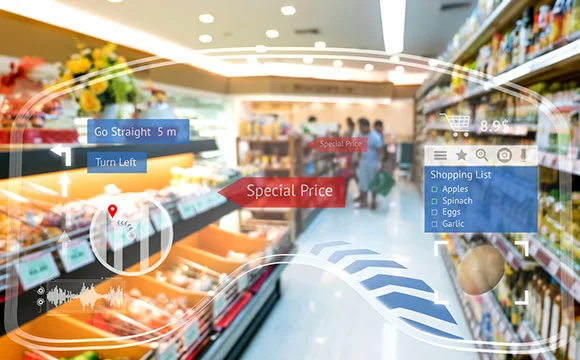 8.9$
Go Straight 5 m
Special Price
Turn Left
Shopping List
Apples
Spinach
Eggs
Garlic
Special Price